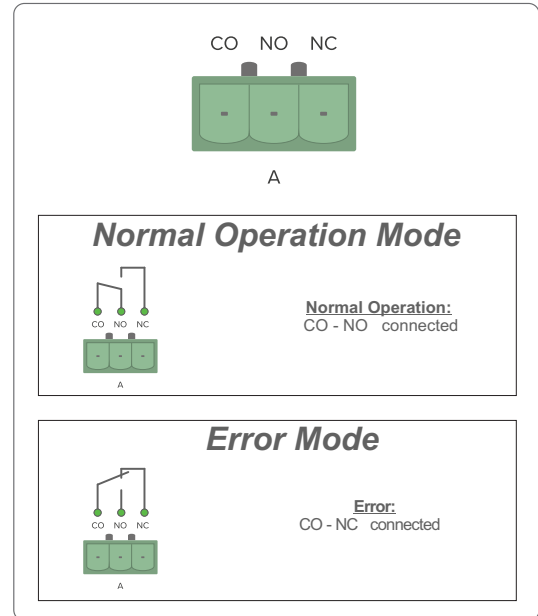 CO NO NC
A
Normal Operation Mode
CO NO NC
A
Normal Operation:
CO - NO connected
Error Mode
CO NO NC
A
Error:
CO - NC connected